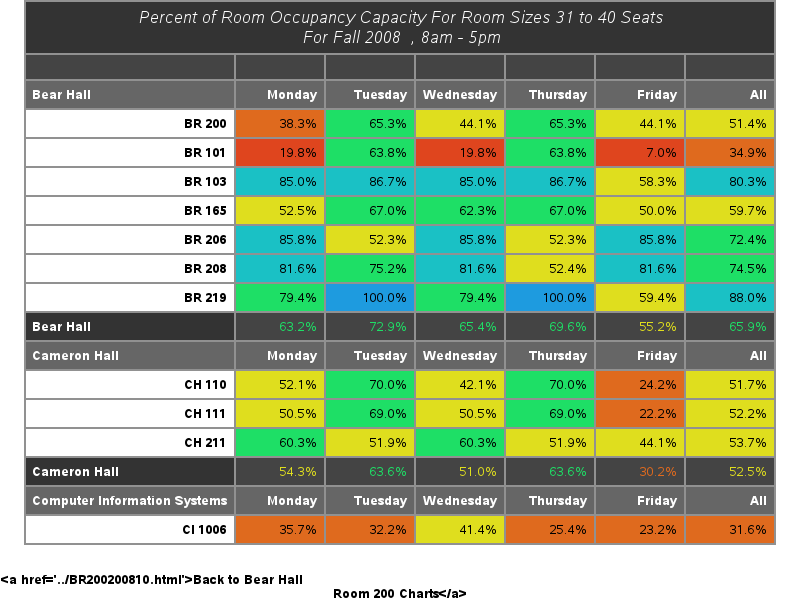 Percent of Room Occupancy Capacity For Room Sizes 31 to 40 Seats
For Fall 2008 , 8am - 5pm
Bear Hall Monday Tuesday Wednesday Thursday Friday All
BR 200 38.3% 65.3% 44.1% 65.3% 44.1% 51.4%
BR 101 19.8% 63.8% 19.8% 63.8% 7.0% 34.9%
BR 103 85.0% 86.7% 85.0% 86.7% 58.3% 80.3%
BR 165 52.5% 67.0% 62.3% 67.0% 50.0% 59.7%
BR 206 85.8% 52.3% 85.8% 52.3% 85.8% 72.4%
BR 208 81.6% 75.2% 81.6% 52.4% 81.6% 74.5%
BR 219 79.4% 100.0% 79.4% 100.0% 59.4% 88.0%
Bear Hall 63.2% 72.9% 65.4% 69.6% 55.2% 65.9%
Cameron Hall Monday Tuesday Wednesday Thursday Friday All
CH 110 52.1% 70.0% 42.1% 70.0% 24.2% 51.7%
CH 111 50.5% 69.0% 50.5% 69.0% 22.2% 52.2%
CH 211 60.3% 51.9% 60.3% 51.9% 44.1% 53.7%
Cameron Hall 54.3% 63.6% 51.0% 63.6% 30.2% 52.5%
Computer Information Systems Monday Tuesday Wednesday Thursday Friday All
CI 1006 35.7% 32.2% 41.4% 25.4% 23.2% 31.6%
&lt;a href='../BR200200810.html'&gt;Back to Bear Hall
Room 200 Charts&lt;/a&gt;